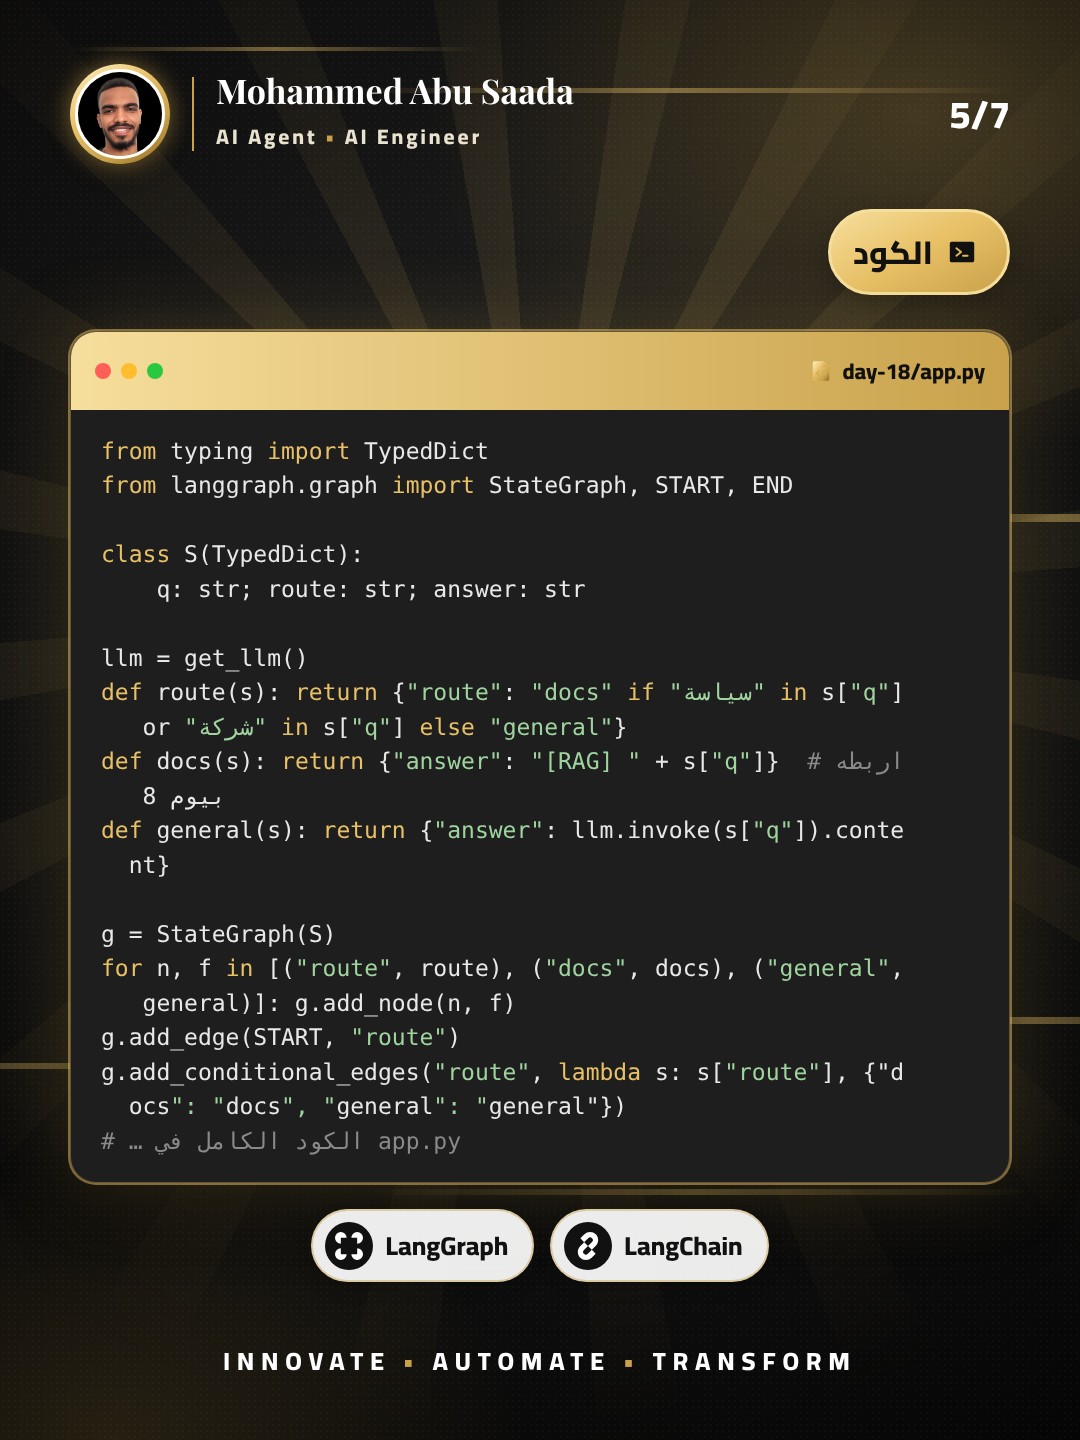 Mohammed Abu Saada
AI Agent ▪ AI Engineer
5/7
الكود
day-18/app.py
from typing import TypedDict
from langgraph.graph import StateGraph, START, END
class S(TypedDict):
    q: str; route: str; answer: str
llm = get_llm()
def route(s): return {"route": "docs" if "سياسة" in s["q"]
   or "شركة" in s["q"] else "general"}
def docs(s): return {"answer": "[RAG] " + s["q"]}  # اربطه
   بيوم 8
def general(s): return {"answer": llm.invoke(s["q"]).conte
  nt}
g = StateGraph(S)
for n, f in [("route", route), ("docs", docs), ("general",
   general)]: g.add_node(n, f)
g.add_edge(START, "route")
g.add_conditional_edges("route", lambda s: s["route"], {"d
  ocs": "docs", "general": "general"})
# … الكود الكامل في app.py
LangGraph
LangChain
INNOVATE ▪ AUTOMATE ▪ TRANSFORM